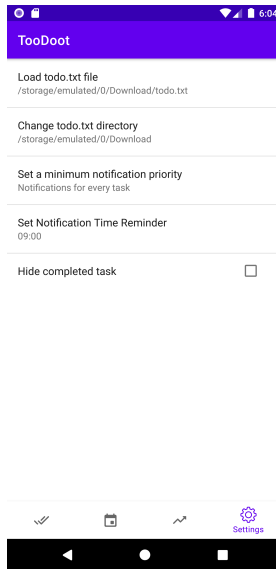 6:04
TooDoot
Load todo.txt file
/storage/emulated/0/Download/todo.txt
Change todo.txt directory
/storage/emulated/0/Download
Set a minimum notification priority
Notifications for every task
Set Notification Time Reminder
09:00
Hide completed task
Settings